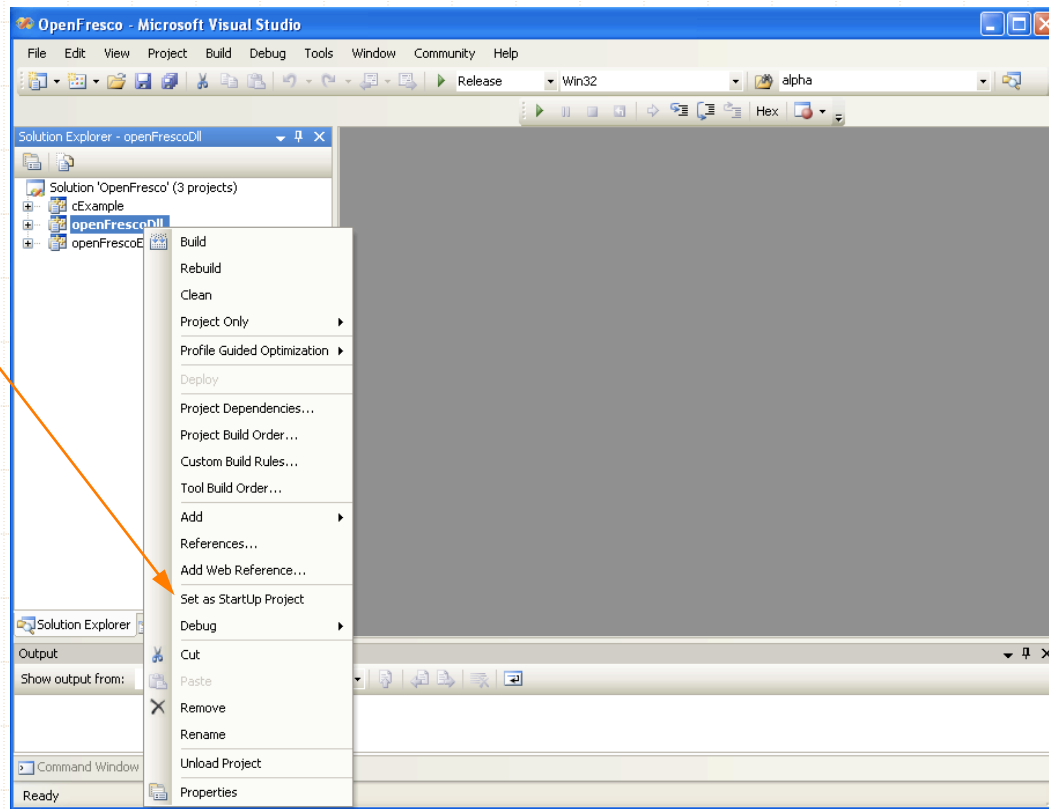 OpenFresco - Microsoft Visual Studio
File Edit View Project Build Debug Tools Window Community Help
Release Win32 alpha
Hex
Solution Explorer - openFrescoDll
Solution 'OpenFresco' (3 projects)
cExample
openFrescoDll
openFrescoE
Build
Rebuild
Clean
Project Only
Profile Guided Optimization
Deploy
Project Dependencies...
Project Build Order...
Custom Build Rules...
Tool Build Order...
Add
References...
Add Web Reference...
Set as StartUp Project
Solution Explorer
Debug
Output
Cut
Show output from:
Paste
Remove
Rename
Command Window
Unload Project
Ready
Properties